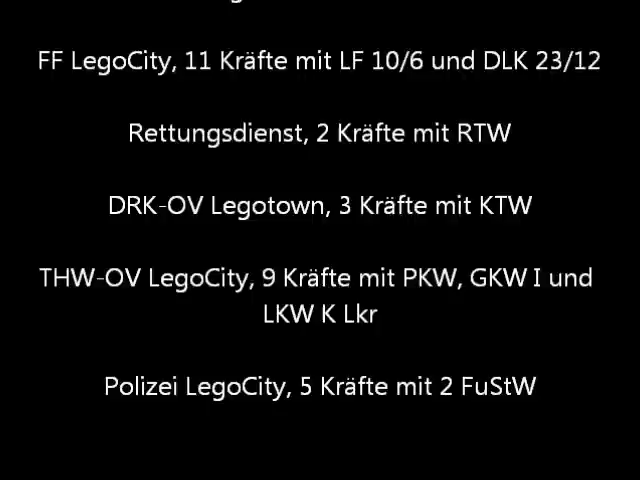 FF LegoCity, 11 Kräfte mit LF 10/6 und DLK 23/12
Rettungsdienst, 2 Kräfte mit RTW
DRK-OV Legotown, 3 Kräfte mit KTW
THW-OV LegoCity, 9 Kräfte mit PKW, GKW I und
LKW K Lkr
Polizei LegoCity, 5 Kräfte mit 2 FuStW